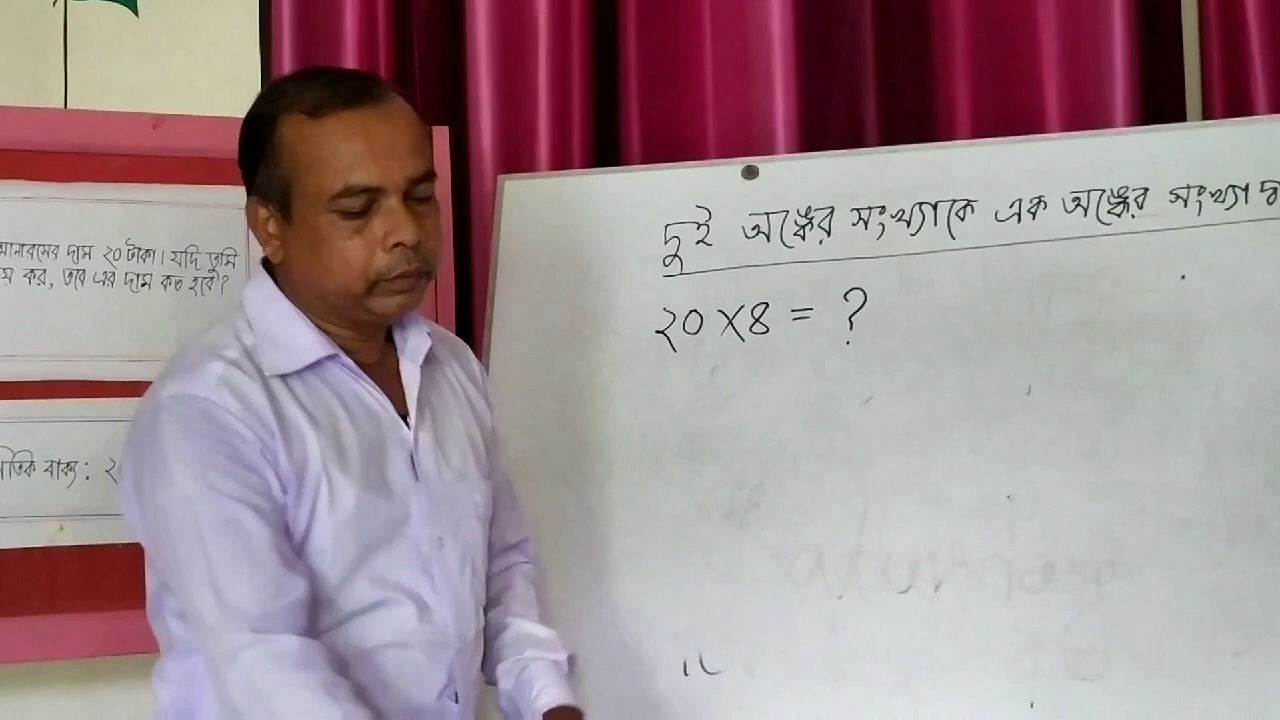 আনারসের দাম ২০ টাকা। যদি তুমি
কর, তবে এর দাম কত হবে?
বাক্য: ২
দুই অঙ্কের সংখ্যাকে এক অঙ্কের সংখ্যা
২০ X ৪ = ?